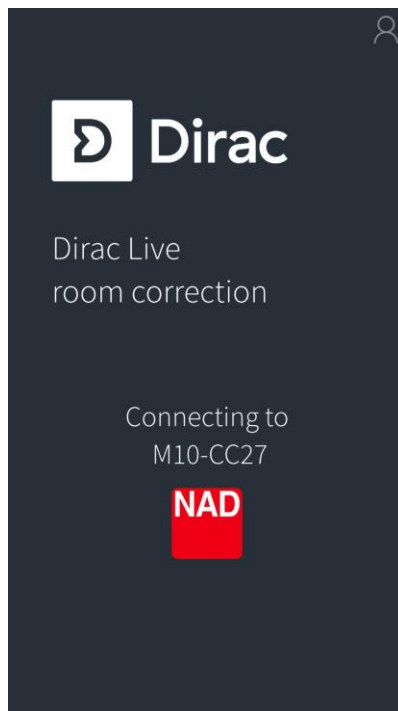 Dirac
Dirac Live
room correction
Connecting to
M10-CC27
NAD